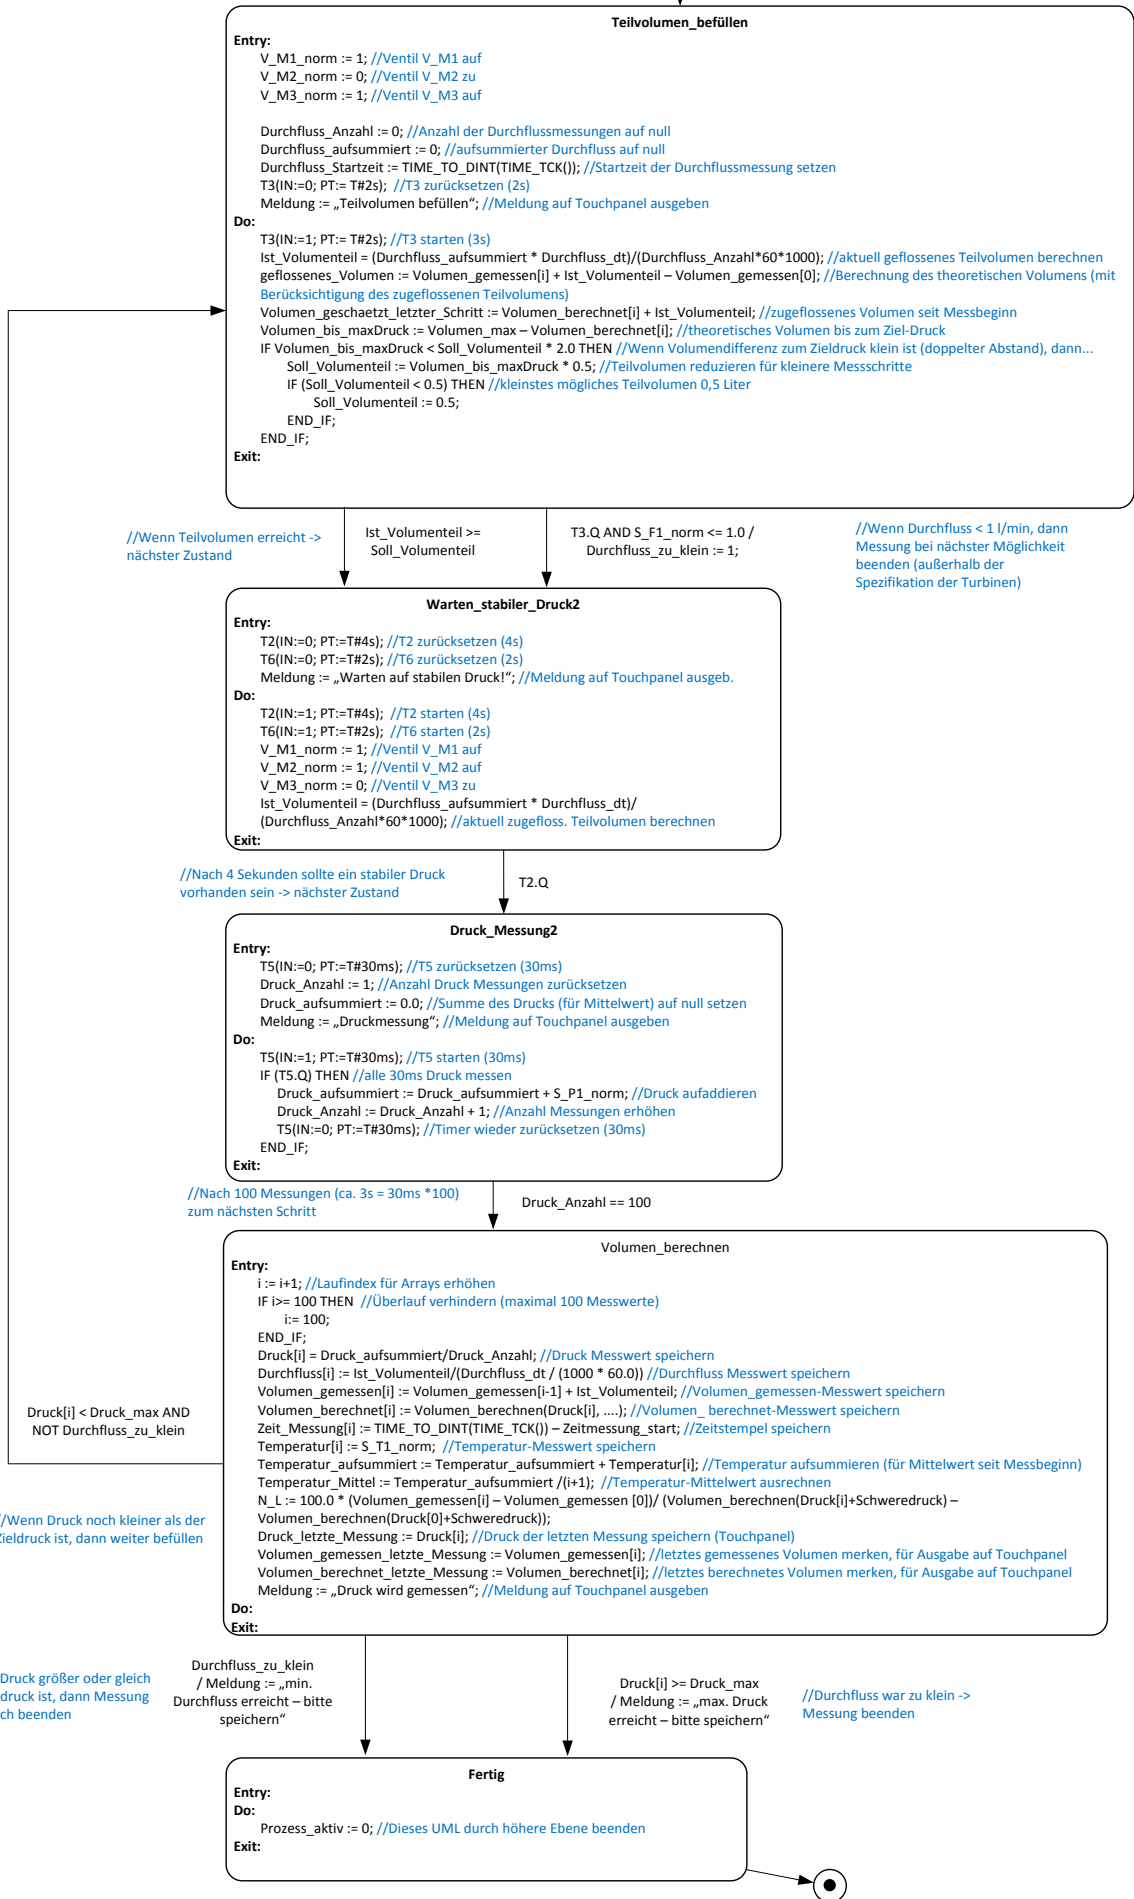 Teilvolumen_befüllen
Entry:
V_M1_norm := 1; //Ventil V_M1 auf
V_M2_norm := 0; //Ventil V_M2 zu
V_M3_norm := 1; //Ventil V_M3 auf
Durchfluss_Anzahl := 0; //Anzahl der Durchflussmessungen auf null
Durchfluss_aufsummiert := 0; //aufsummierter Durchfluss auf null
Durchfluss_Startzeit := TIME_TO_DINT(TIME_TCK()); //Startzeit der Durchflussmessung setzen
T3(IN:=0; PT:= T#2s); //T3 zurücksetzen (2s)
Meldung := „Teilvolumen befüllen“; //Meldung auf Touchpanel ausgeben
Do:
T3(IN:=1; PT:= T#2s); //T3 starten (3s)
Ist_Volumenteil = (Durchfluss_aufsummiert * Durchfluss_dt)/(Durchfluss_Anzahl*60*1000); //aktuell geflossenes Teilvolumen berechnen
geflossenes_Volumen := Volumen_gemessen[i] + Ist_Volumenteil – Volumen_gemessen[0]; //Berechnung des theoretischen Volumens (mit
Berücksichtigung des zugeflossenen Teilvolumens)
Volumen_geschaetzt_letzter_Schritt := Volumen_berechnet[i] + Ist_Volumenteil; //zugeflossenes Volumen seit Messbeginn
Volumen_bis_maxDruck := Volumen_max – Volumen_berechnet[i]; //theoretisches Volumen bis zum Ziel-Druck
IF Volumen_bis_maxDruck < Soll_Volumenteil * 2.0 THEN //Wenn Volumendifferenz zum Zieldruck klein ist (doppelter Abstand), dann...
Soll_Volumenteil := Volumen_bis_maxDruck * 0.5; //Teilvolumen reduzieren für kleinere Messschritte
IF (Soll_Volumenteil < 0.5) THEN //kleinstes mögliches Teilvolumen 0,5 Liter
Soll_Volumenteil := 0.5;
END_IF;
END_IF;
Exit:
//Wenn Teilvolumen erreicht ->
nächster Zustand
Ist_Volumenteil >=
Soll_Volumenteil
T3.Q AND S_F1_norm <= 1.0 /
Durchfluss_zu_klein := 1;
//Wenn Durchfluss < 1 l/min, dann
Messung bei nächster Möglichkeit
beenden (außerhalb der
Spezifikation der Turbinen)
Warten_stabiler_Druck2
Entry:
T2(IN:=0; PT:=T#4s); //T2 zurücksetzen (4s)
T6(IN:=0; PT:=T#2s); //T6 zurücksetzen (2s)
Meldung := „Warten auf stabilen Druck!“; //Meldung auf Touchpanel ausgeb.
Do:
T2(IN:=1; PT:=T#4s); //T2 starten (4s)
T6(IN:=1; PT:=T#2s); //T6 starten (2s)
V_M1_norm := 1; //Ventil V_M1 auf
V_M2_norm := 1; //Ventil V_M2 auf
V_M3_norm := 0; //Ventil V_M3 zu
Ist_Volumenteil = (Durchfluss_aufsummiert * Durchfluss_dt)/
(Durchfluss_Anzahl*60*1000); //aktuell zugefloss. Teilvolumen berechnen
Exit:
//Nach 4 Sekunden sollte ein stabiler Druck
vorhanden sein -> nächster Zustand
T2.Q
Druck_Messung2
Entry:
T5(IN:=0; PT:=T#30ms); //T5 zurücksetzen (30ms)
Druck_Anzahl := 1; //Anzahl Druck Messungen zurücksetzen
Druck_aufsummiert := 0.0; //Summe des Drucks (für Mittelwert) auf null setzen
Meldung := „Druckmessung“; //Meldung auf Touchpanel ausgeben
Do:
T5(IN:=1; PT:=T#30ms); //T5 starten (30ms)
IF (T5.Q) THEN //alle 30ms Druck messen
Druck_aufsummiert := Druck_aufsummiert + S_P1_norm; //Druck aufaddieren
Druck_Anzahl := Druck_Anzahl + 1; //Anzahl Messungen erhöhen
T5(IN:=0; PT:=T#30ms); //Timer wieder zurücksetzen (30ms)
END_IF;
Exit:
//Nach 100 Messungen (ca. 3s = 30ms *100)
zum nächsten Schritt
Druck_Anzahl == 100
Volumen_berechnen
Entry:
i := i+1; //Laufindex für Arrays erhöhen
IF i>= 100 THEN //Überlauf verhindern (maximal 100 Messwerte)
i:= 100;
END_IF;
Druck[i] = Druck_aufsummiert/Druck_Anzahl; //Druck Messwert speichern
Durchfluss[i] := Ist_Volumenteil/(Durchfluss_dt / (1000 * 60.0)) //Durchfluss Messwert speichern
Volumen_gemessen[i] := Volumen_gemessen[i-1] + Ist_Volumenteil; //Volumen_gemessen-Messwert speichern
Volumen_berechnet[i] := Volumen_berechnen(Druck[i], ....); //Volumen_ berechnet-Messwert speichern
Zeit_Messung[i] := TIME_TO_DINT(TIME_TCK()) – Zeitmessung_start; //Zeitstempel speichern
Temperatur[i] := S_T1_norm; //Temperatur-Messwert speichern
Temperatur_aufsummiert := Temperatur_aufsummiert + Temperatur[i]; //Temperatur aufsummieren (für Mittelwert seit Messbeginn)
Temperatur_Mittel := Temperatur_aufsummiert /(i+1); //Temperatur-Mittelwert ausrechnen
N_L := 100.0 * (Volumen_gemessen[i] – Volumen_gemessen [0])/ (Volumen_berechnen(Druck[i]+Schweredruck) –
Volumen_berechnen(Druck[0]+Schweredruck));
Druck_letzte_Messung := Druck[i]; //Druck der letzten Messung speichern (Touchpanel)
Volumen_gemessen_letzte_Messung := Volumen_gemessen[i]; //letztes gemessenes Volumen merken, für Ausgabe auf Touchpanel
Volumen_berechnet_letzte_Messung := Volumen_berechnet[i]; //letztes berechnetes Volumen merken, für Ausgabe auf Touchpanel
Meldung := „Druck wird gemessen“; //Meldung auf Touchpanel ausgeben
Do:
Exit:
Druck[i] < Druck_max AND
NOT Durchfluss_zu_klein
/Wenn Druck noch kleiner als der
Zieldruck ist, dann weiter befüllen
Druck größer oder gleich
druck ist, dann Messung
ch beenden
Durchfluss_zu_klein
/ Meldung := „min.
Durchfluss erreicht – bitte
speichern“
Druck[i] >= Druck_max
/ Meldung := „max. Druck
erreicht – bitte speichern“
//Durchfluss war zu klein ->
Messung beenden
Fertig
Entry:
Do:
Prozess_aktiv := 0; //Dieses UML durch höhere Ebene beenden
Exit: